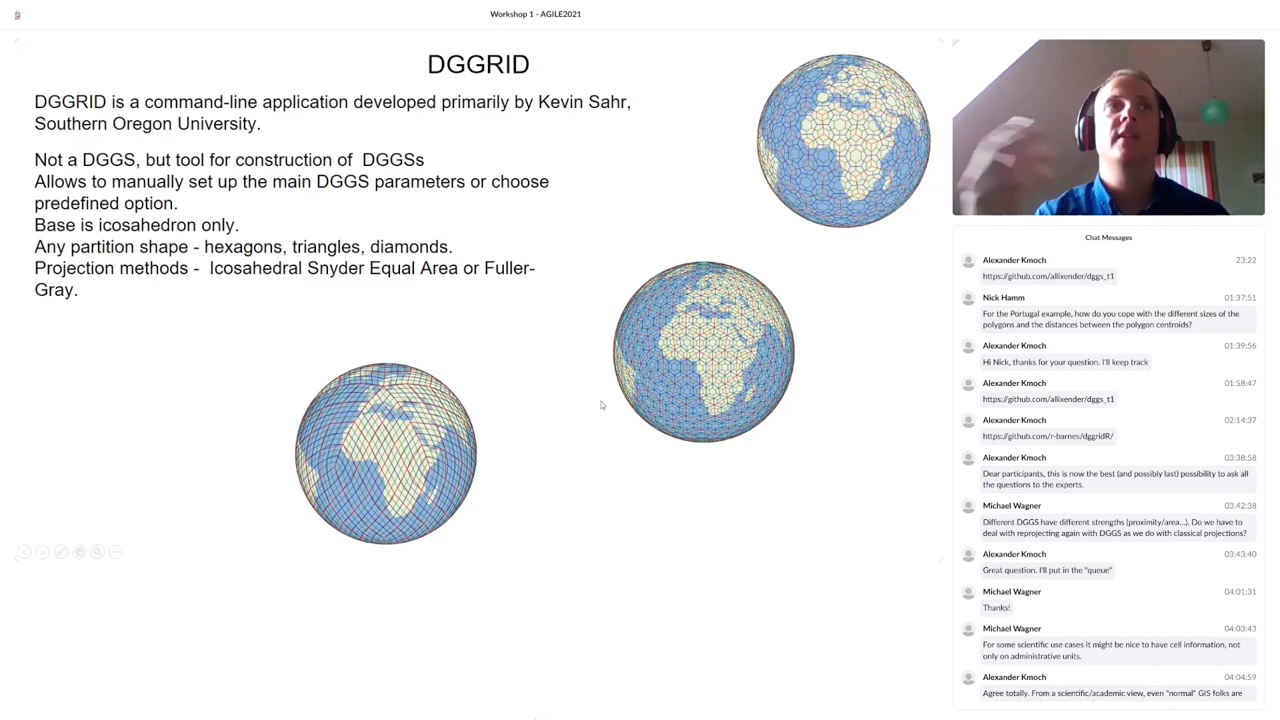 Workshop 1 - AGILE2021
DGGRID
DGGRID is a command-line application developed primarily by Kevin Sahr,
Southern Oregon University.
Not a DGGS, but tool for construction of DGGSs
Allows to manually set up the main DGGS parameters or choose
predefined option.
Base is icosahedron only.
Any partition shape - hexagons, triangles, diamonds.
Projection methods - Icosahedral Snyder Equal Area or Fuller-
Gray.
Chat Messages
Alexander Kmoch 23:22
https://github.com/allixender/dggs_t1
Nick Hamm 01:37:51
For the Portugal example, how do you cope with the different sizes of the
polygons and the distances between the polygon centroids?
Alexander Kmoch 01:39:56
Hi Nick, thanks for your question. I'll keep track
Alexander Kmoch 01:58:47
https://github.com/allixender/dggs_t1
Alexander Kmoch 02:14:37
https://github.com/r-barnes/dggridR/
Alexander Kmoch 03:38:58
Dear participants, this is now the best (and possibly last) possibility to ask all
the questions to the experts.
Michael Wagner 03:42:38
Different DGGS have different strengths (proximity/area...). Do we have to
deal with reprojecting again with DGGS as we do with classical projections?
Alexander Kmoch 03:43:40
Great question. I'll put in the "queue"
Michael Wagner 04:01:31
Thanks!
Michael Wagner 04:03:43
For some scientific use cases it might be nice to have cell information, not
only on administrative units.
Alexander Kmoch 04:04:59
Agree totally. From a scientific/academic view, even "normal" GIS folks are